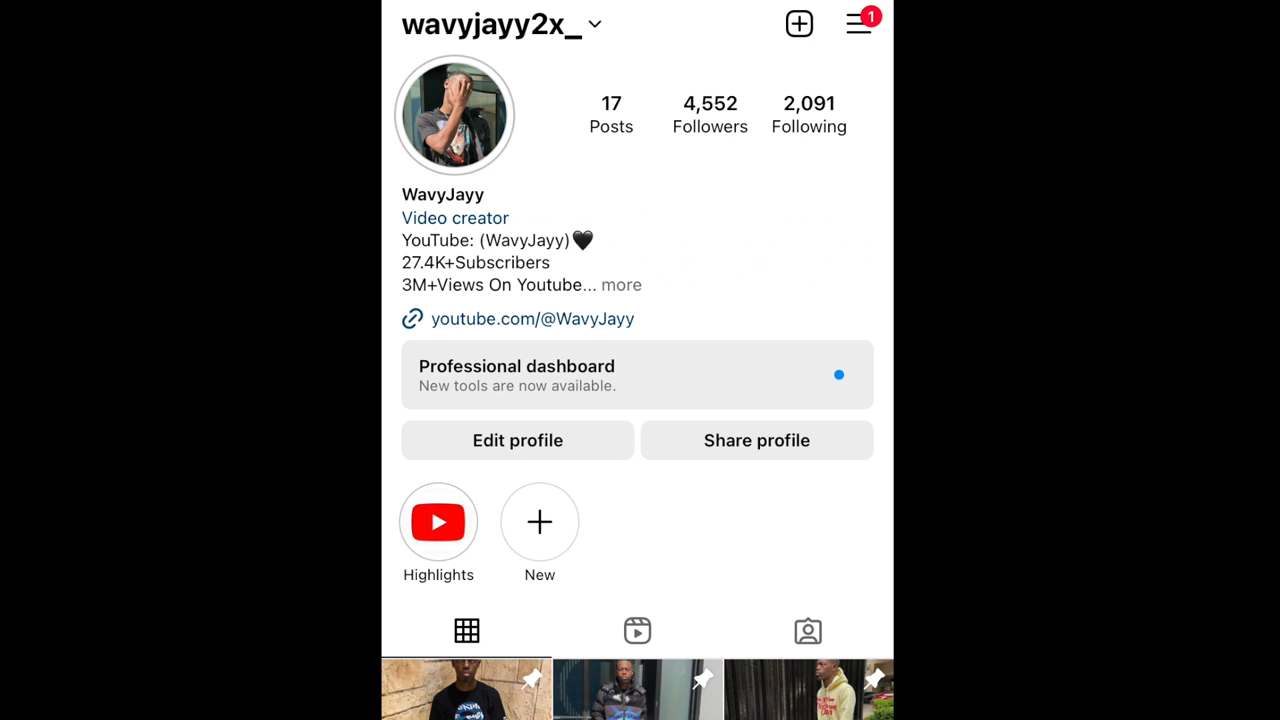 wavyjayy2x_
1
17
Posts
4,552
Followers
2,091
Following
WavyJayy
Video creator
YouTube: (WavyJayy)🖤
27.4K+Subscribers
3M+Views On Youtube... more
youtube.com/@WavyJayy
Professional dashboard
New tools are now available.
Edit profile
Share profile
Highlights
New